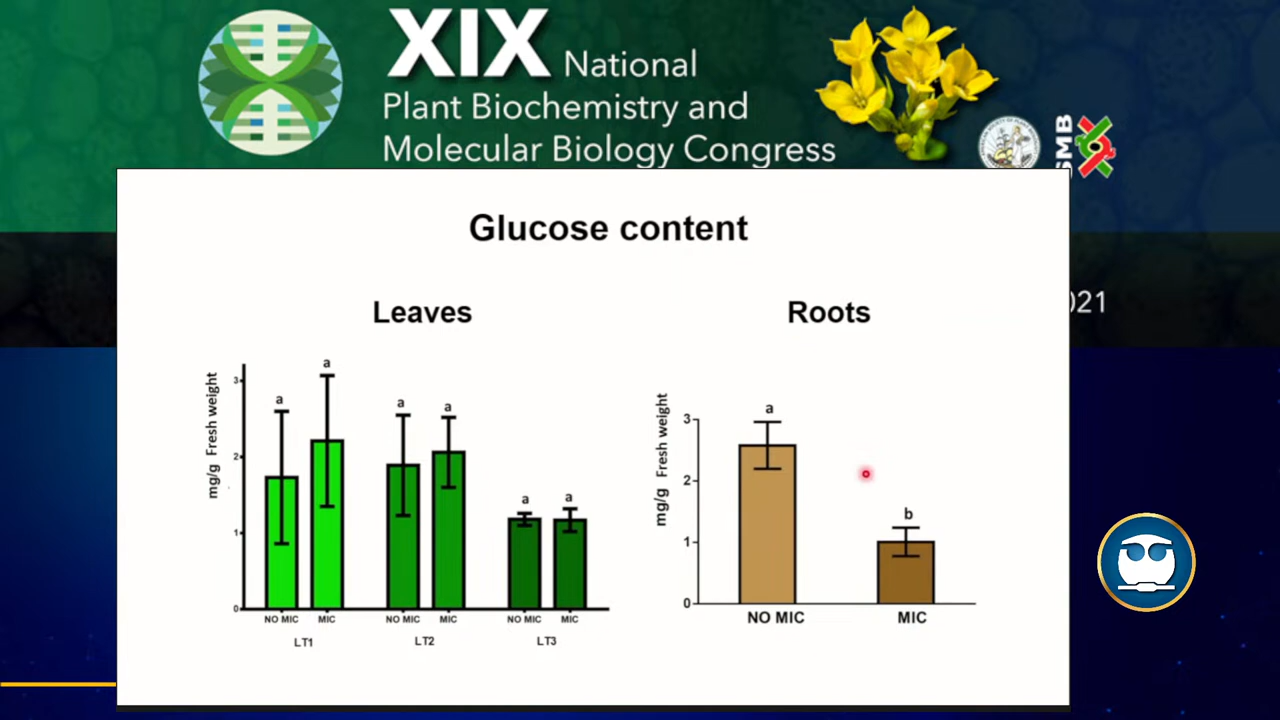 XIX National
Plant Biochemistry and
Molecular Biology Congress
SMB
021
Glucose content
Leaves
mg/g Fresh weight
3
2
1
0
a
a
a
a
a
a
NO MIC
MIC
NO MIC
MIC
NO MIC
MIC
LT1
LT2
LT3
Roots
mg/g Fresh weight
3
2
1
0
a
b
NO MIC
MIC